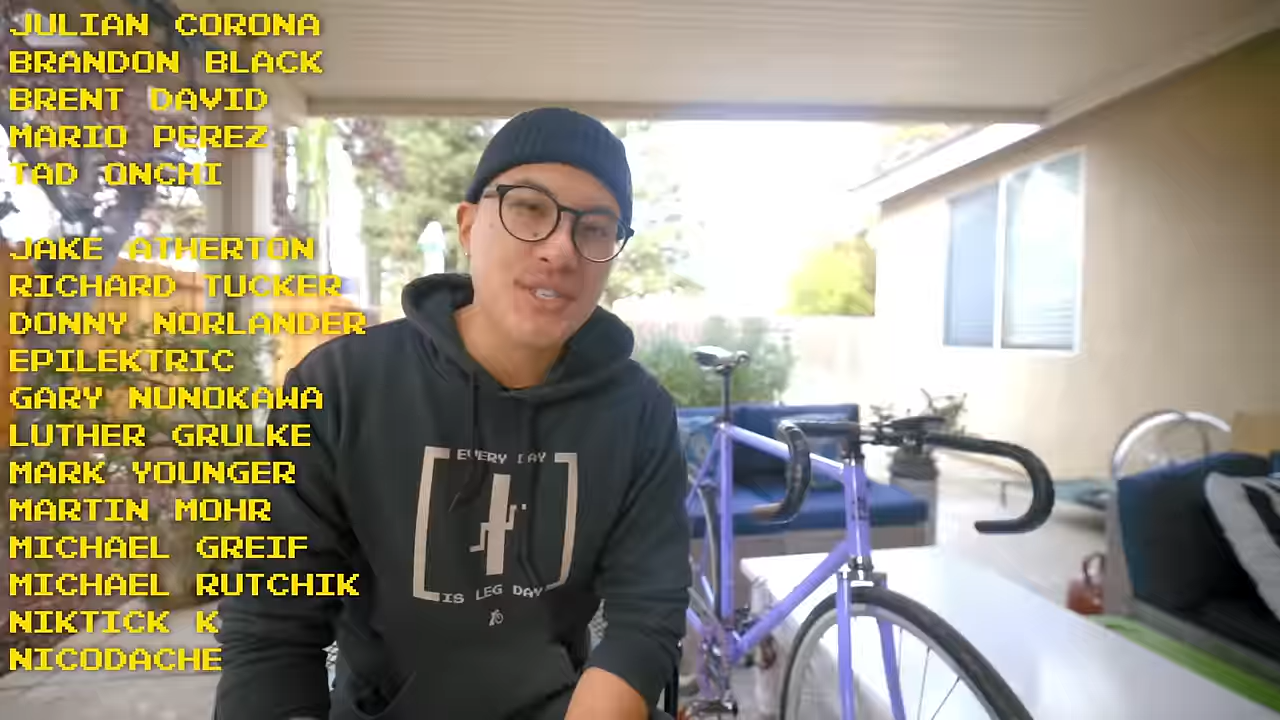 JULIAN CORONA
BRANDON BLACK
BRENT DAVID
MARIO PEREZ
TAD ONCHI
JAKE ATHERTON
RICHARD TUCKER
DONNY NORLANDER
EPILEKTRIC
GARY NUNOKAWA
LUTHER GRULKE
MARK YOUNGER
MARTIN MOHR
MICHAEL GREIF
MICHAEL RUTCHIK
NIKTICK K
NICODACHE
EVERY DAY
IS LEG DAY